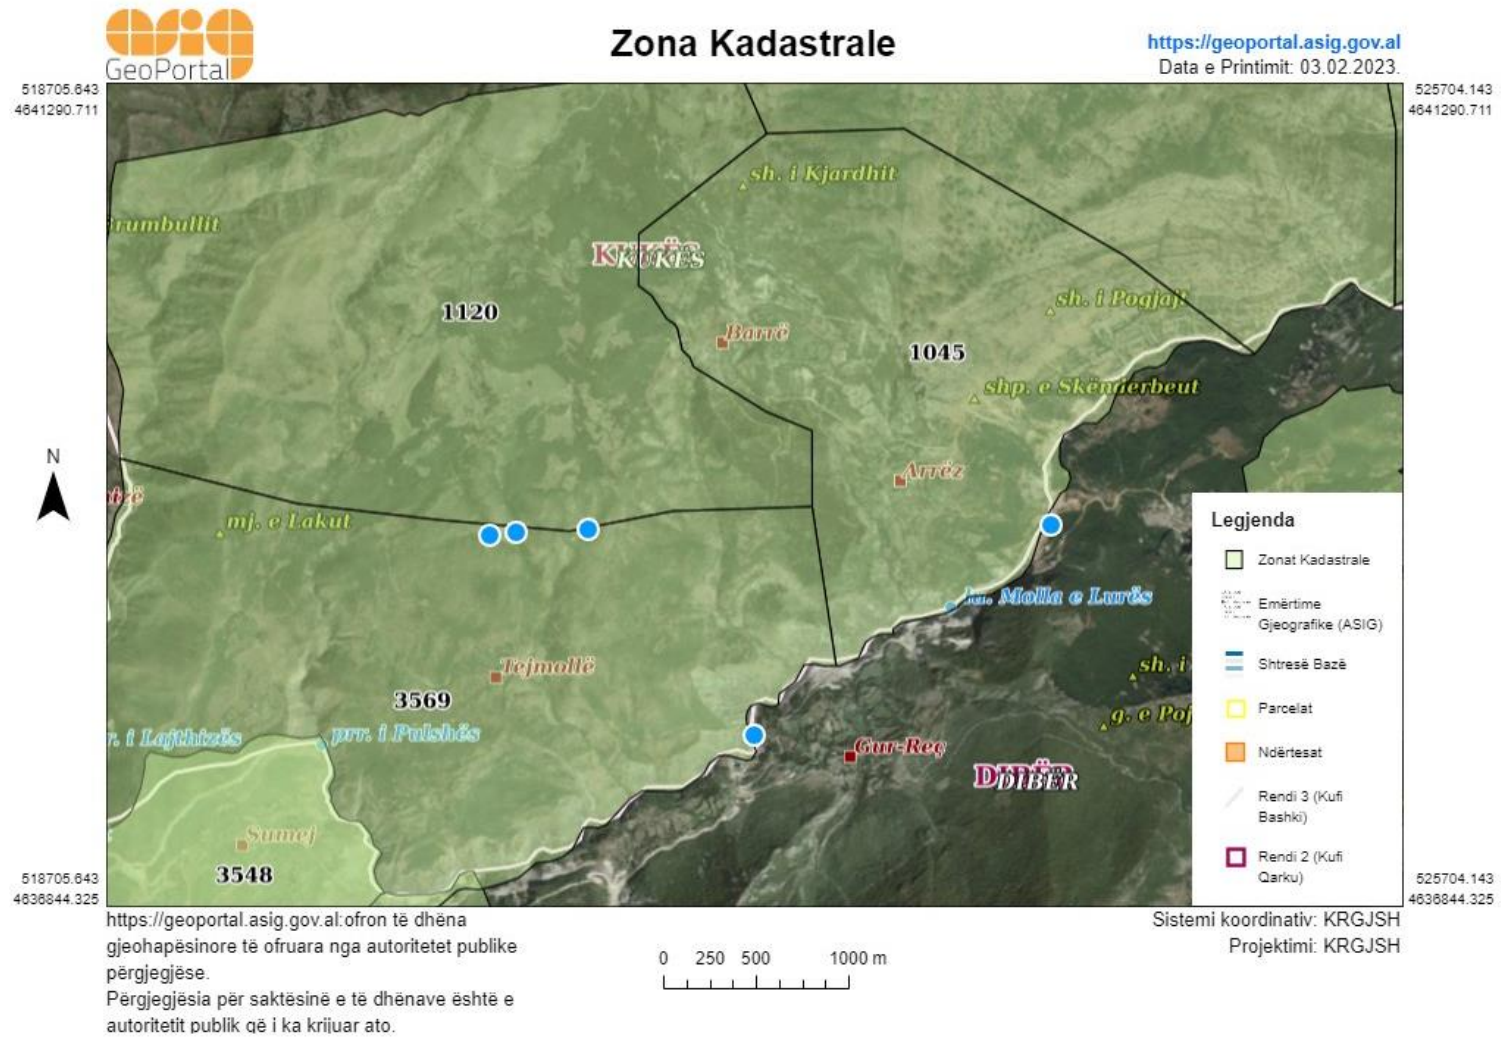 asig
GeoPortal
Zona Kadastrale
https://geoportal.asig.gov.al
Data e Printimit: 03.02.2023.
518705.643
4641290.711
525704.143
4641290.711
sh. i Kjardhit
rumbullit
KUKËS
KUKËS
1120
sh. i Pogjaji
Barrë
1045
shp. e Skënderbeut
N
Arrëz
mj. e Lakut
Molla e Lurës
Tejmollë
3569
sh. i
g. e Poj
r. i Lajthizës
prr. i Pulshës
Gur-Reç
DIBËR
DIBËR
Sumej
3548
Legjenda
Zonat Kadastrale
Emërtime
Gjeografike (ASIG)
Shtresë Bazë
Parcelat
Ndërtesat
Rendi 3 (Kufi
Bashki)
Rendi 2 (Kufi
Qarku)
518705.643
4636844.325
525704.143
4636844.325
https://geoportal.asig.gov.al:ofron të dhëna
gjeohapësinore të ofruara nga autoritetet publike
përgjegjëse.
Përgjegjësia për saktësinë e të dhënave është e
autoritetit publik që i ka krijuar ato.
0 250 500 1000 m
Sistemi koordinativ: KRGJSH
Projektimi: KRGJSH